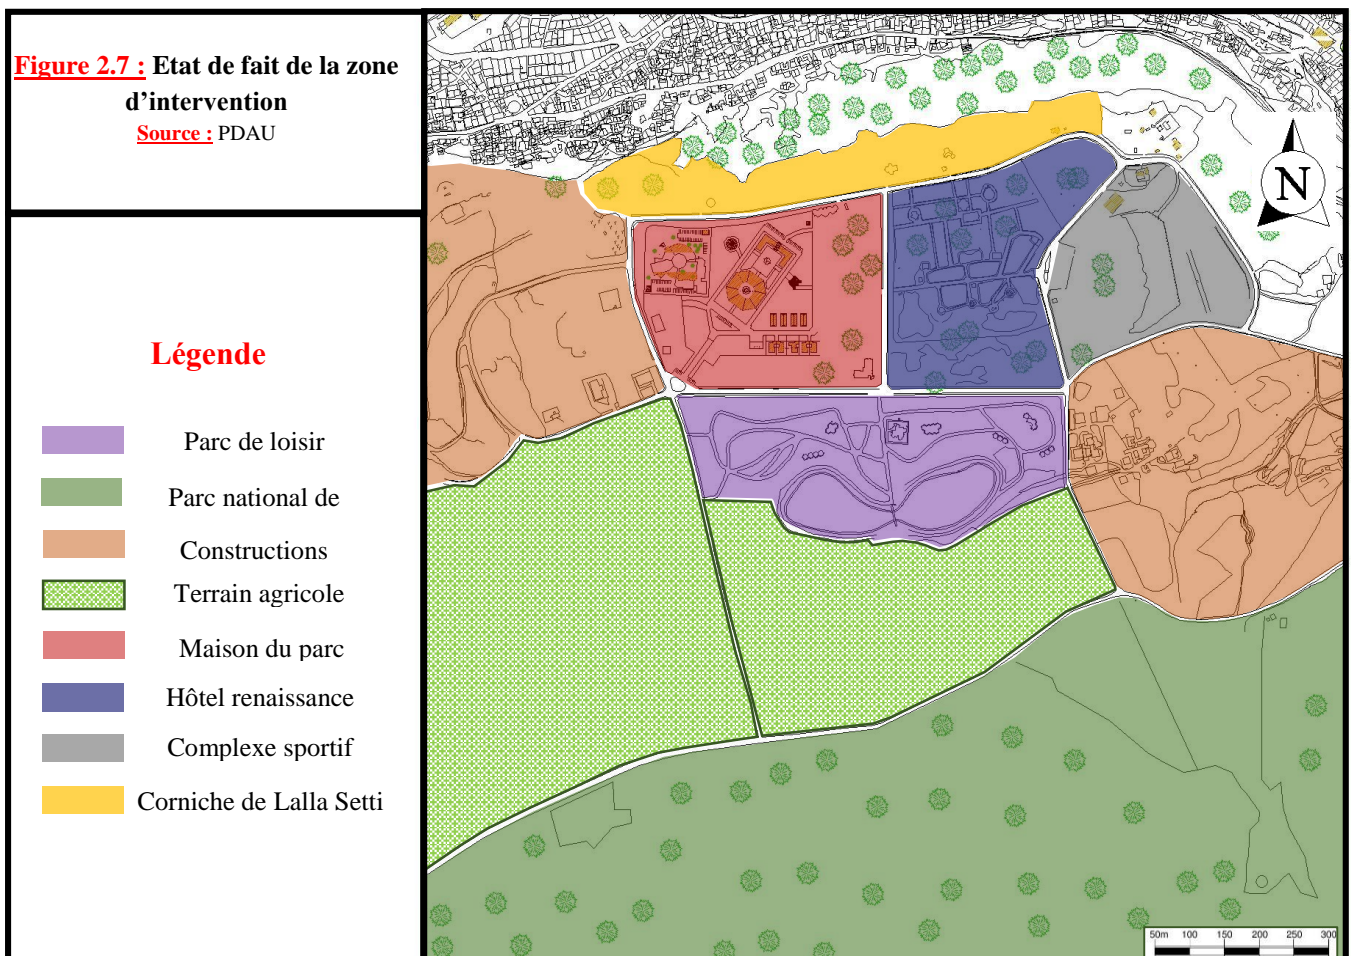 Figure 2.7 : Etat de fait de la zone
d’intervention
Source : PDAU
Légende
Parc de loisir
Parc national de
Constructions
Terrain agricole
Maison du parc
Hôtel renaissance
Complexe sportif
Corniche de Lalla Setti
N
50m 100 150 200 250 300